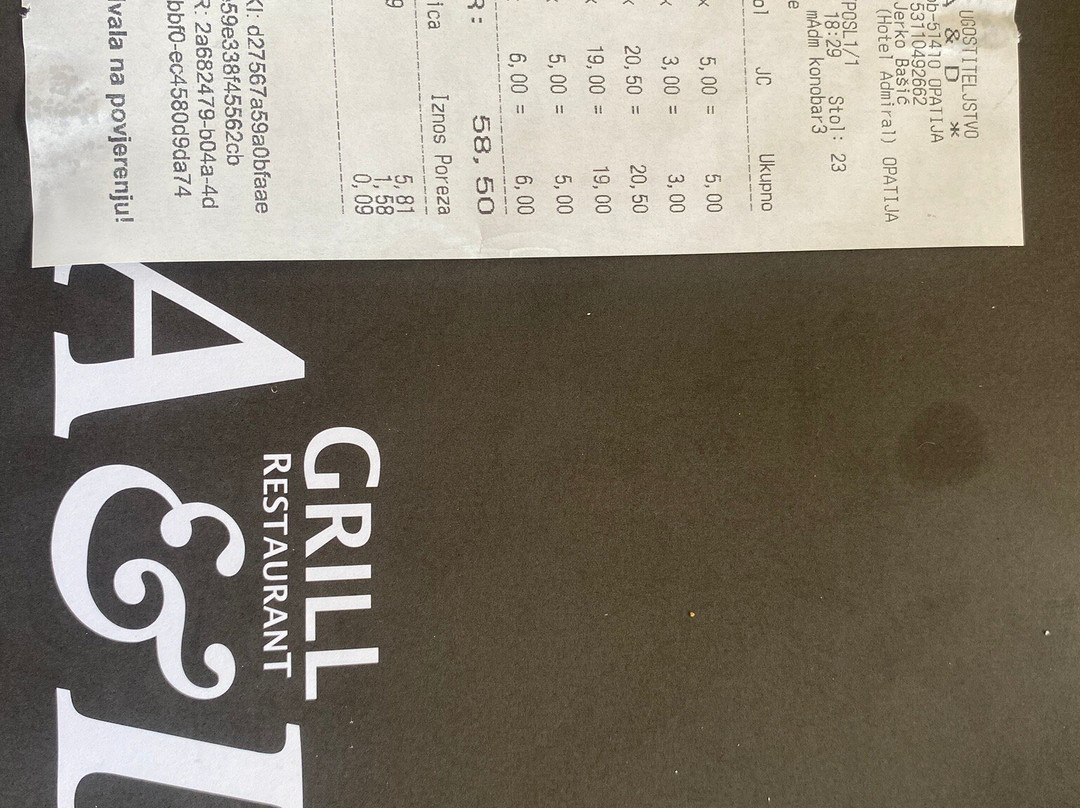 UGOSTITELJSTVO
A & D *
51410 OPATIJA
53110492662
Jerko Bašić
(Hotel Admiral) OPATIJA
POSL1/1
18:29 Stol: 23
mAdm konobar3
e
ol JC Ukupno
x 5,00 = 5,00
x 3,00 = 3,00
x 20,50 = 20,50
x 19,00 = 19,00
x 5,00 = 5,00
6,00 = 6,00
R: 58,50
ica Iznos Poreza
5,81
9 1,58
0,09
KI: d27567a59a0bfaae
59e338f45562cb
R: 2a682479-b04a-4d
bbf0-ec4580d9da74
vala na povjerenju!
GRILL
RESTAURANT
A &